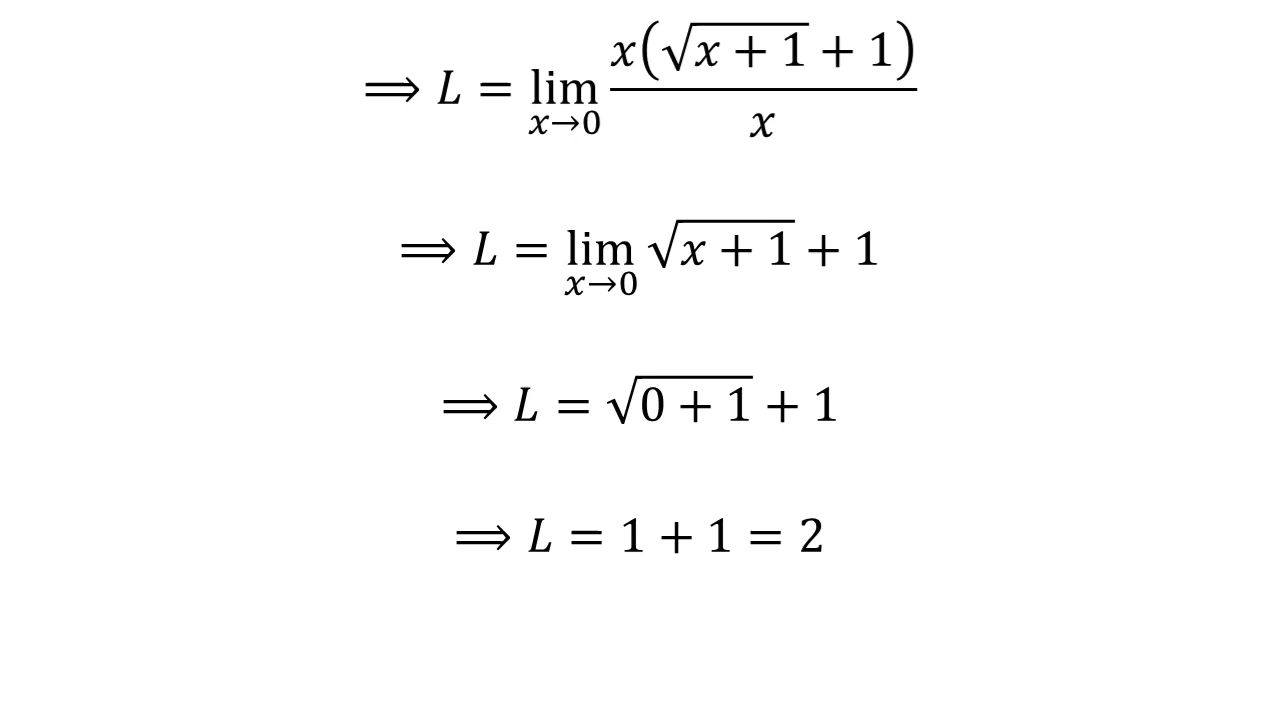 ⟹ L = lim_{x→0} x(√(x + 1) + 1) / x
⟹ L = lim_{x→0} √(x + 1) + 1
⟹ L = √(0 + 1) + 1
⟹ L = 1 + 1 = 2